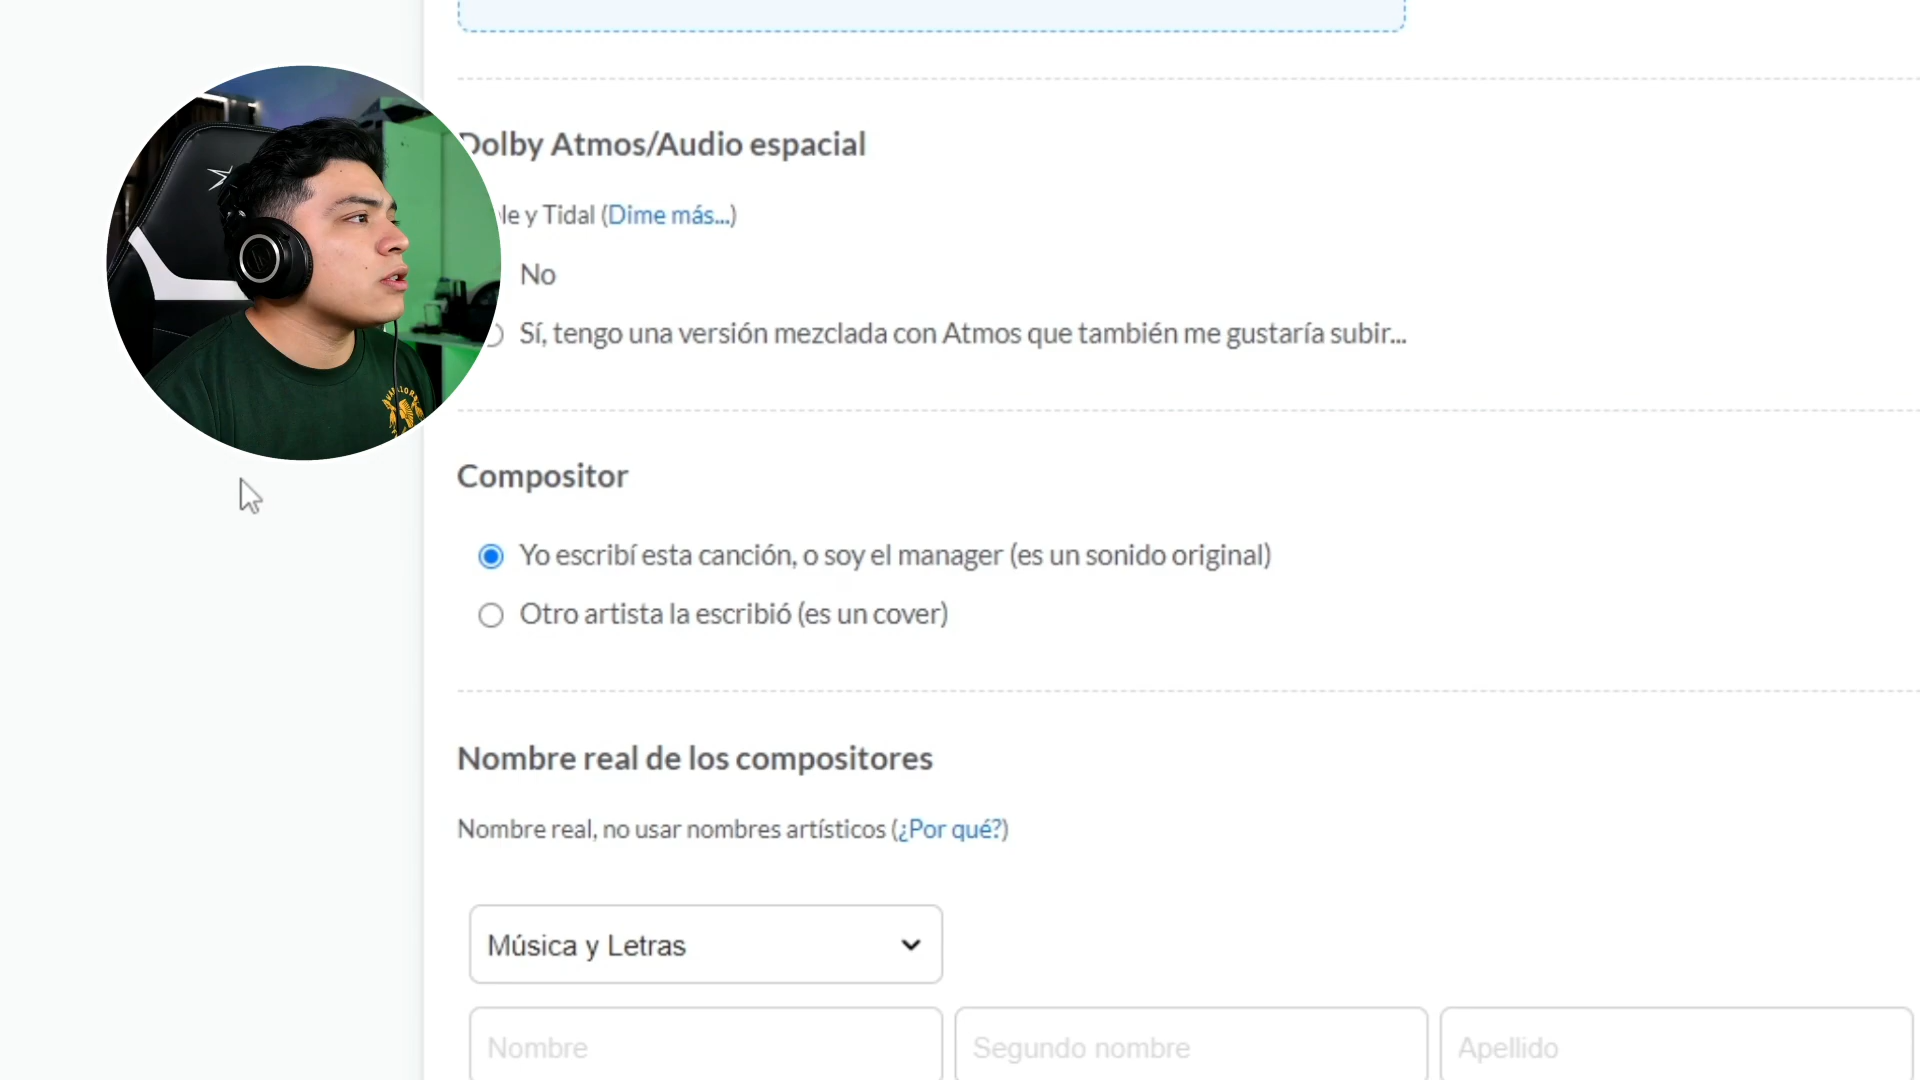 Dolby Atmos/Audio espacial
le y Tidal (Dime más...)
No
Sí, tengo una versión mezclada con Atmos que también me gustaría subir...
Compositor
Yo escribí esta canción, o soy el manager (es un sonido original)
Otro artista la escribió (es un cover)
Nombre real de los compositores
Nombre real, no usar nombres artísticos (¿Por qué?)
Música y Letras
Nombre Segundo nombre Apellido